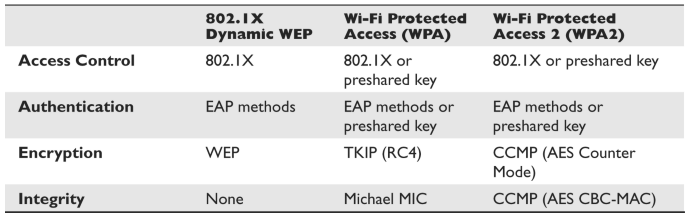 802.1X Dynamic WEP Wi-Fi Protected Access (WPA) Wi-Fi Protected Access 2 (WPA2)
Access Control 802.1X 802.1X or preshared key 802.1X or preshared key
Authentication EAP methods EAP methods or preshared key EAP methods or preshared key
Encryption WEP TKIP (RC4) CCMP (AES Counter Mode)
Integrity None Michael MIC CCMP (AES CBC-MAC)